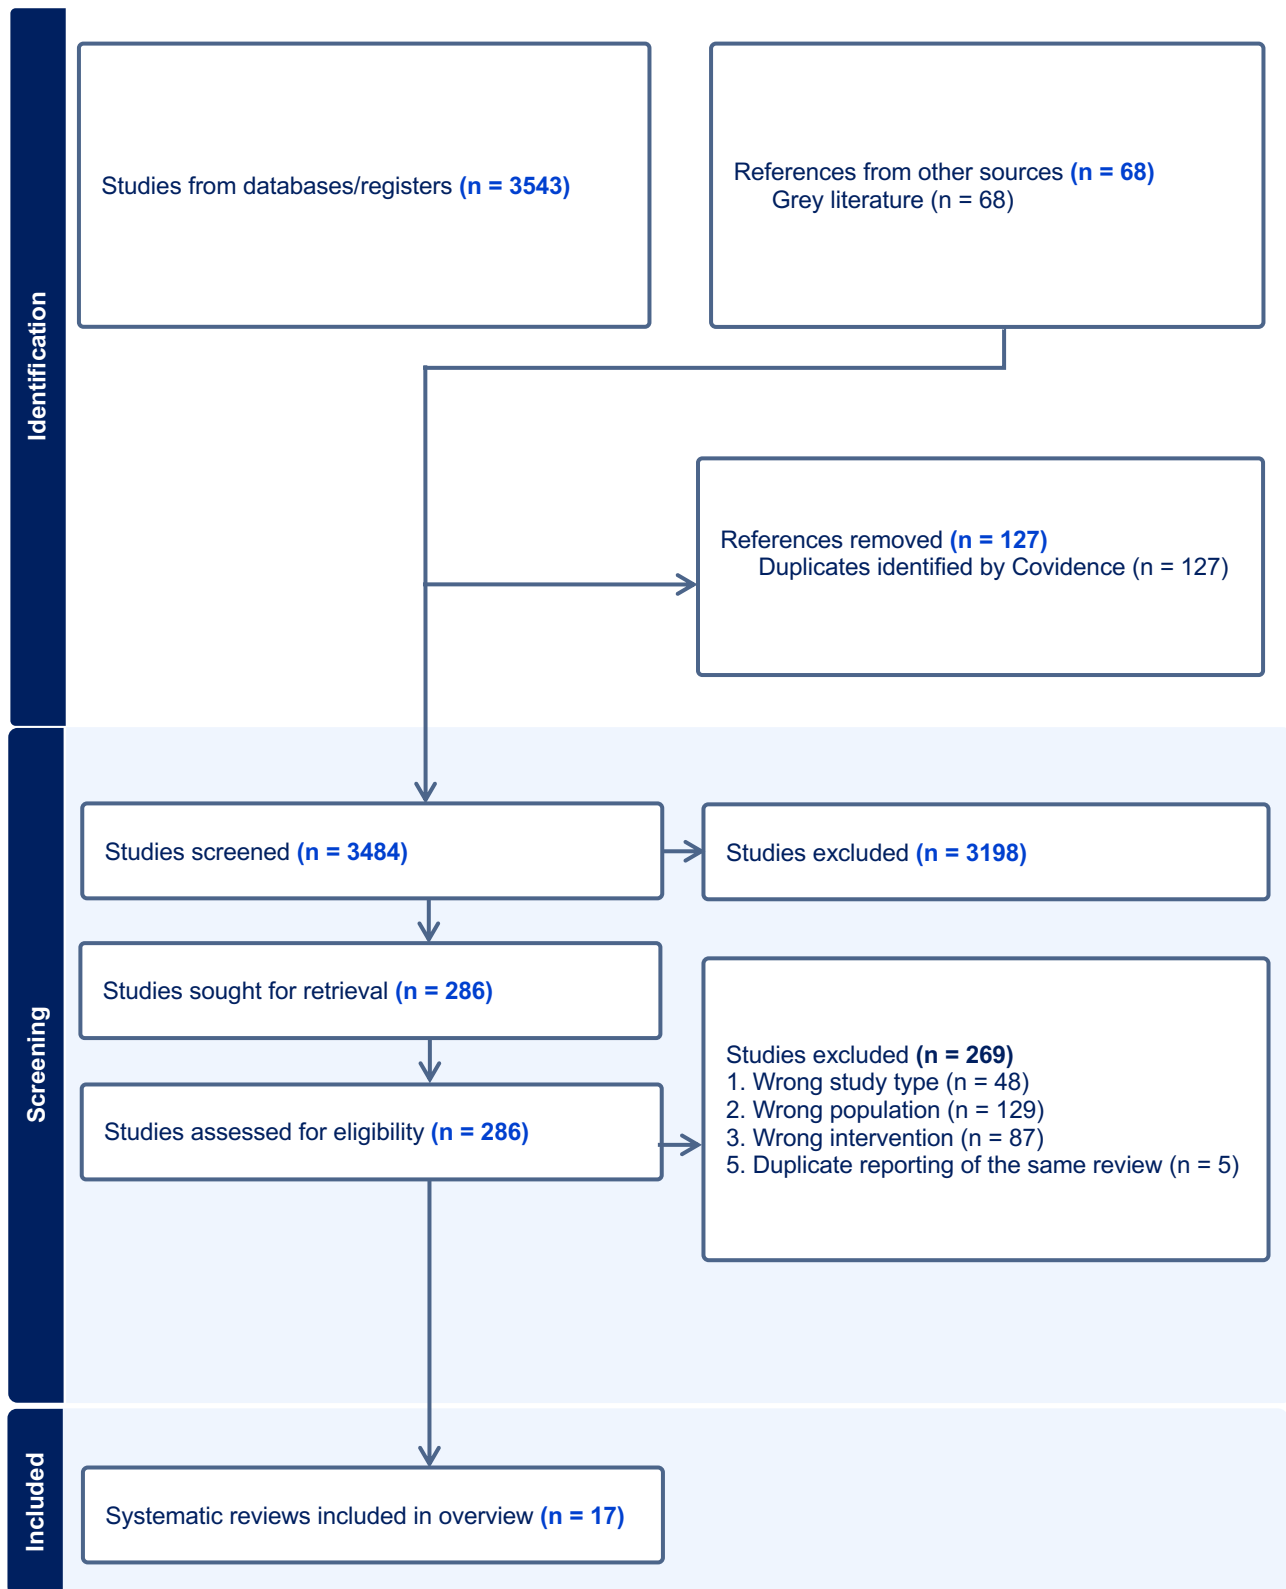 Identification
Studies from databases/registers (n = 3543)
References from other sources (n = 68)
Grey literature (n = 68)
References removed (n = 127)
Duplicates identified by Covidence (n = 127)
Screening
Studies screened (n = 3484)
Studies excluded (n = 3198)
Studies sought for retrieval (n = 286)
Studies assessed for eligibility (n = 286)
Studies excluded (n = 269)
1. Wrong study type (n = 48)
2. Wrong population (n = 129)
3. Wrong intervention (n = 87)
5. Duplicate reporting of the same review (n = 5)
Included
Systematic reviews included in overview (n = 17)